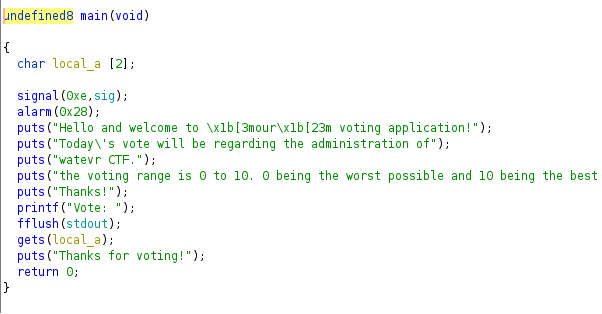 undefined8 main(void)
{
char local_a [2];
signal(0xe,sig);
alarm(0x28);
puts("Hello and welcome to \x1b[3mour\x1b[23m voting application!");
puts("Today\'s vote will be regarding the administration of");
puts("watevr CTF.");
puts("the voting range is 0 to 10. 0 being the worst possible and 10 being the best
puts("Thanks!");
printf("Vote: ");
fflush(stdout);
gets(local_a);
puts("Thanks for voting!");
return 0;
}